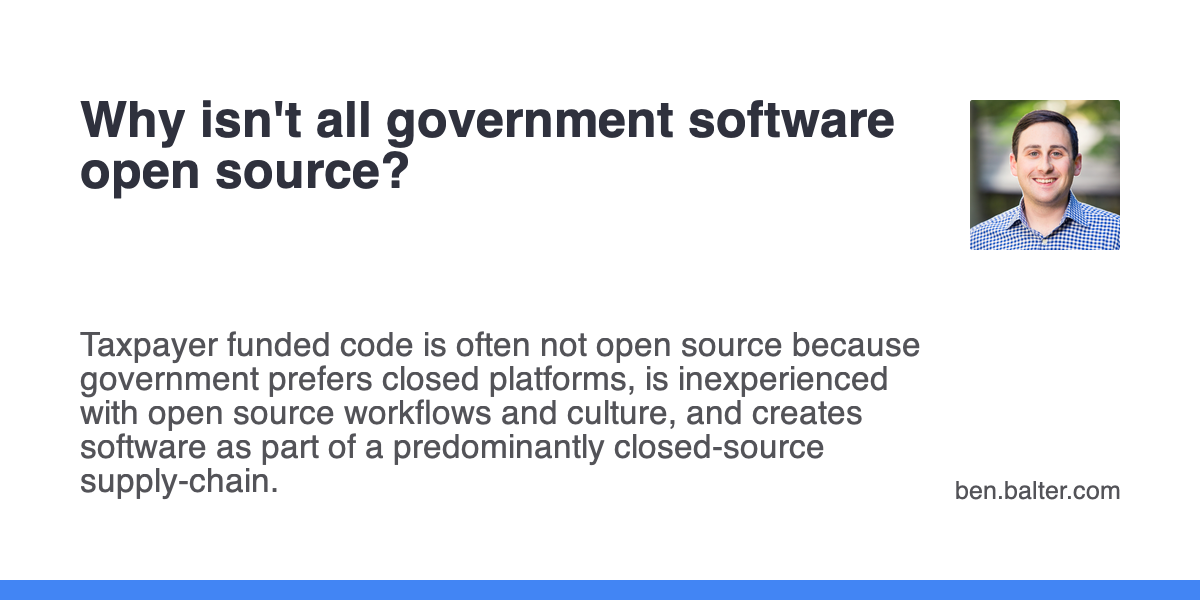 Why isn't all government software
open source?
Taxpayer funded code is often not open source because
government prefers closed platforms, is inexperienced
with open source workflows and culture, and creates
software as part of a predominantly closed-source
supply-chain.
ben.balter.com